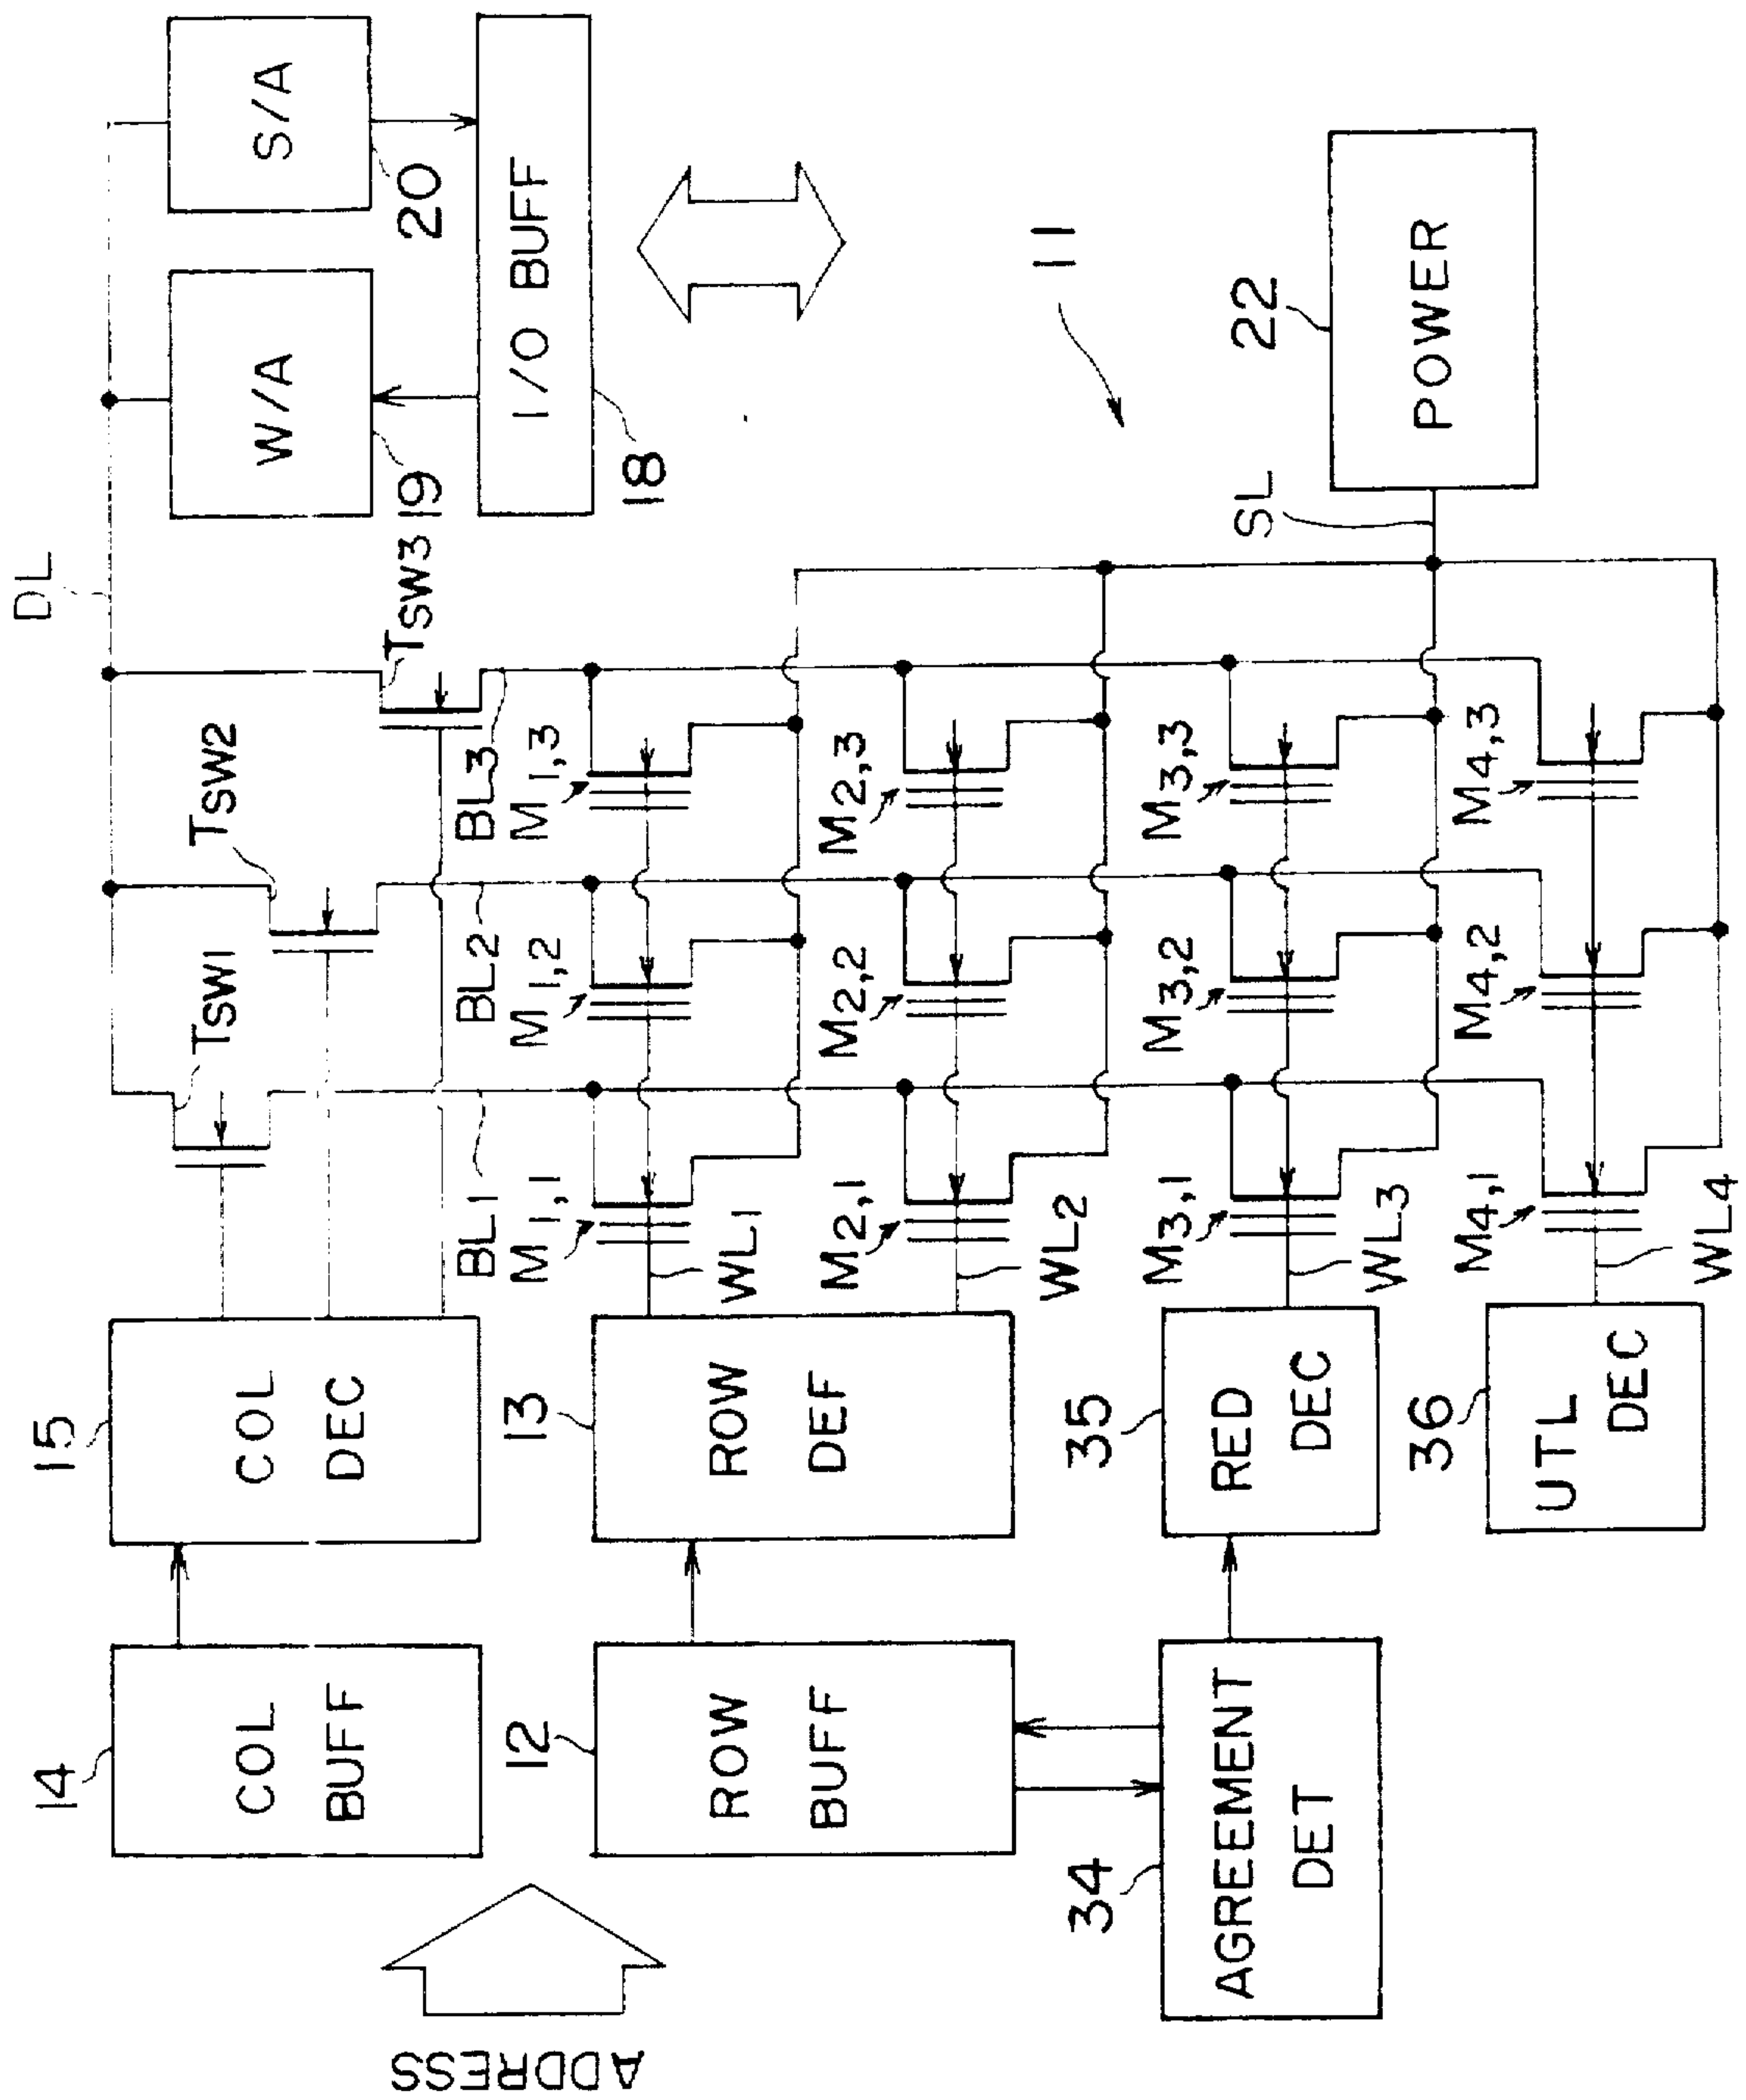 ADDRESS
14
COL
BUFF
15
COL
DEC
12
ROW
BUFF
13
ROW
DEF
34
AGREEMENT
DET
35
RED
DEC
36
UTL
DEC
TSW1
TSW2
TSW3
DL
BL1
BL2
BL3
M1,1
M1,2
M1,3
WL1
M2,1
M2,2
M2,3
WL2
M3,1
M3,2
M3,3
WL3
M4,1
M4,2
M4,3
WL4
W/A
19
S/A
20
I/O BUFF
18
11
SL
22
POWER